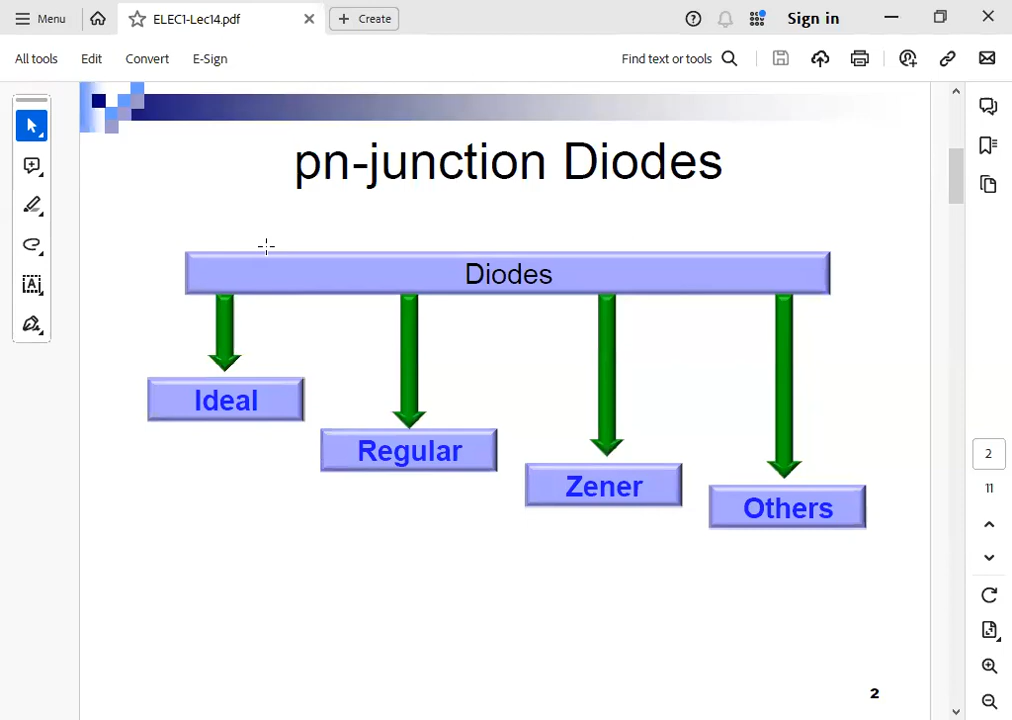 Menu
ELEC1-Lec14.pdf
Create
Sign in
All tools
Edit
Convert
E-Sign
Find text or tools
pn-junction Diodes
Diodes
Ideal
Regular
Zener
Others
2
2
11